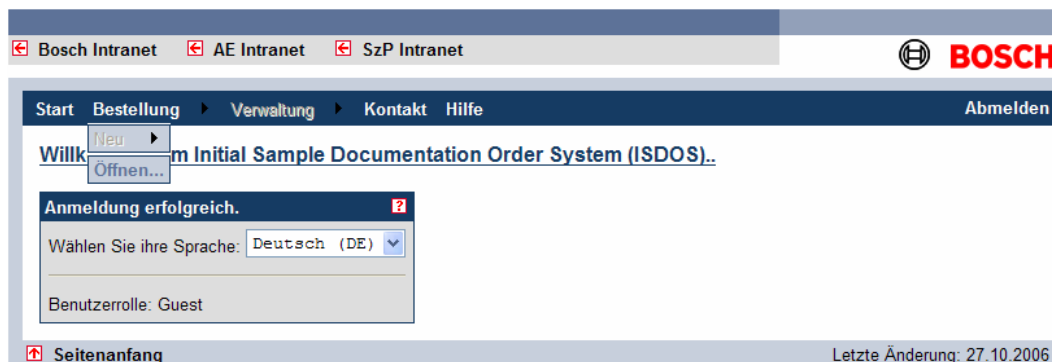 Bosch Intranet AE Intranet SzP Intranet
BOSCH
Start Bestellung Verwaltung Kontakt Hilfe Abmelden
Neu
Willk m Initial Sample Documentation Order System (ISDOS)..
Öffnen...
Anmeldung erfolgreich. ?
Wählen Sie ihre Sprache: Deutsch (DE)
Benutzerrolle: Guest
Seitenanfang Letzte Änderung: 27.10.2006